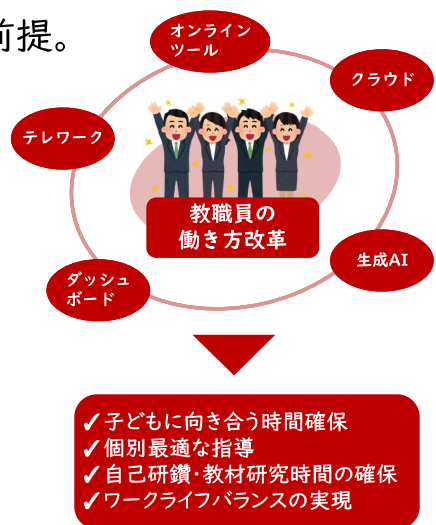 前提。
オンライン
ツール
クラウド
テレワーク
教職員の
働き方改革
生成AI
ダッシュ
ボード
✓子どもに向き合う時間確保
✓個別最適な指導
✓自己研鑽・教材研究時間の確保
✓ワークライフバランスの実現